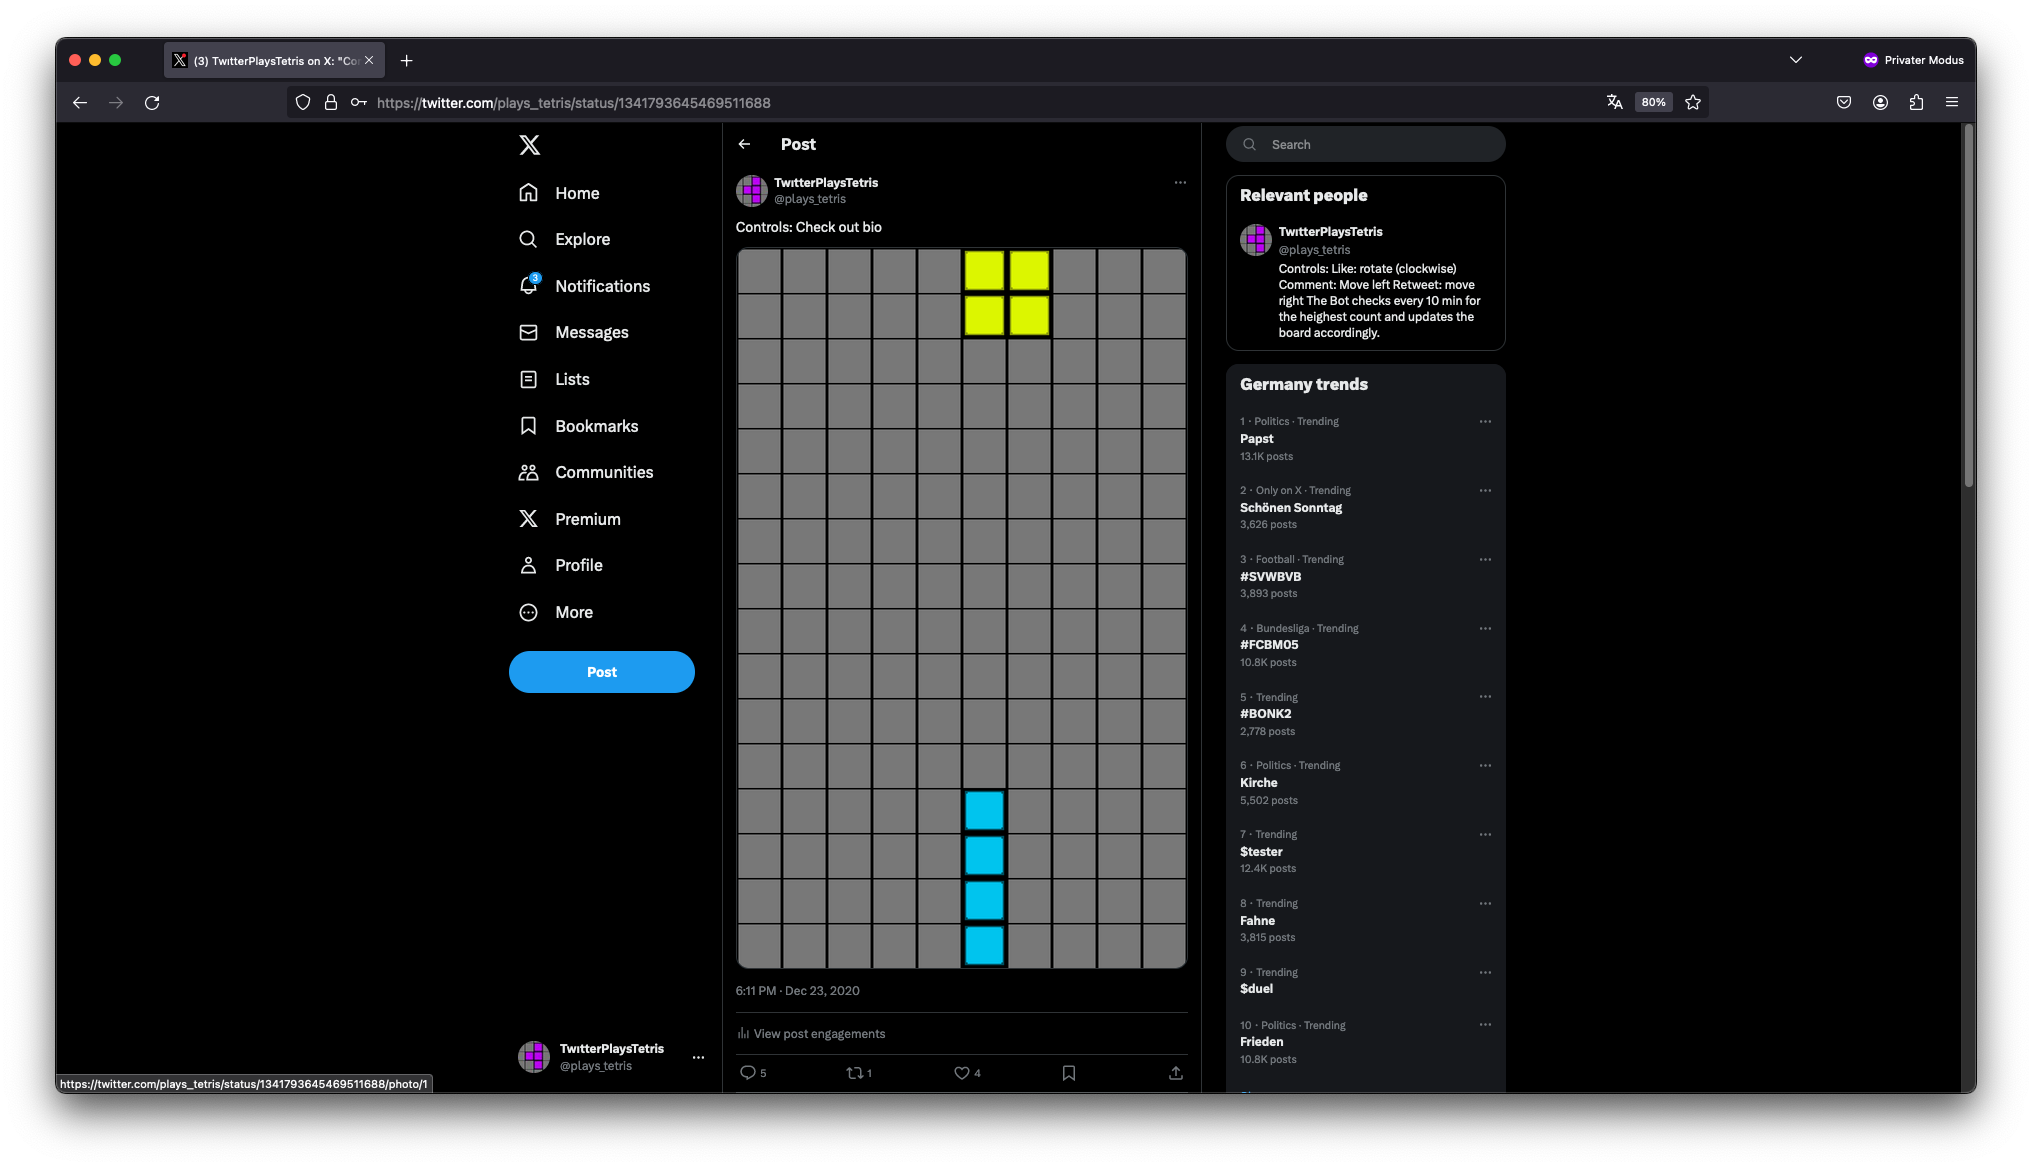 (3) TwıtterPlaysTetris on X: "Co
Privater Modus
https://twitter.com/plays_tetris/status/1341793645469511688
80%
Home
Explore
3
Notifications
Messages
Lists
Bookmarks
Communities
Premium
Profile
More
Post
TwıtterPlaysTetris
@plays_tetris
https://twitter.com/plays_tetris/status/1341793645469511688/photo/1
Post
TwıtterPlaysTetris
@plays_tetris
Controls: Check out bio
6:11 PM · Dec 23, 2020
View post engagements
5
1
4
Search
Relevant people
TwıtterPlaysTetris
@plays_tetris
Controls: Like: rotate (clockwise)
Comment: Move left Retweet: move
right The Bot checks every 10 min for
the heighest count and updates the
board accordingly.
Germany trends
1 · Politics · Trending
Papst
13.1K posts
2 · Only on X · Trending
Schönen Sonntag
3,626 posts
3 · Football · Trending
#SVWBVB
3,893 posts
4 · Bundesliga · Trending
#FCBM05
10.8K posts
5 · Trending
#BONK2
2,778 posts
6 · Politics · Trending
Kirche
5,502 posts
7 · Trending
$tester
12.4K posts
8 · Trending
Fahne
3,815 posts
9 · Trending
$duel
10 · Politics · Trending
Frieden
10.8K posts